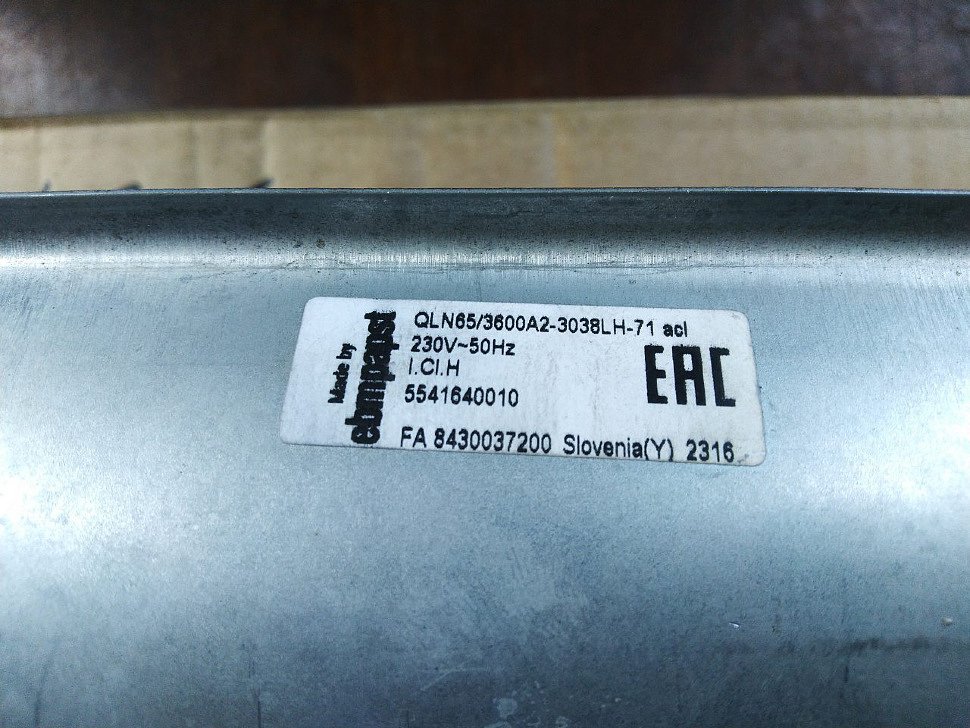 Made by
ebmpapst
QLN65/3600A2-3038LH-71 acl
230V~50Hz
I.Cl.H
5541640010
EAC
FA 8430037200 Slovenia(Y) 2316